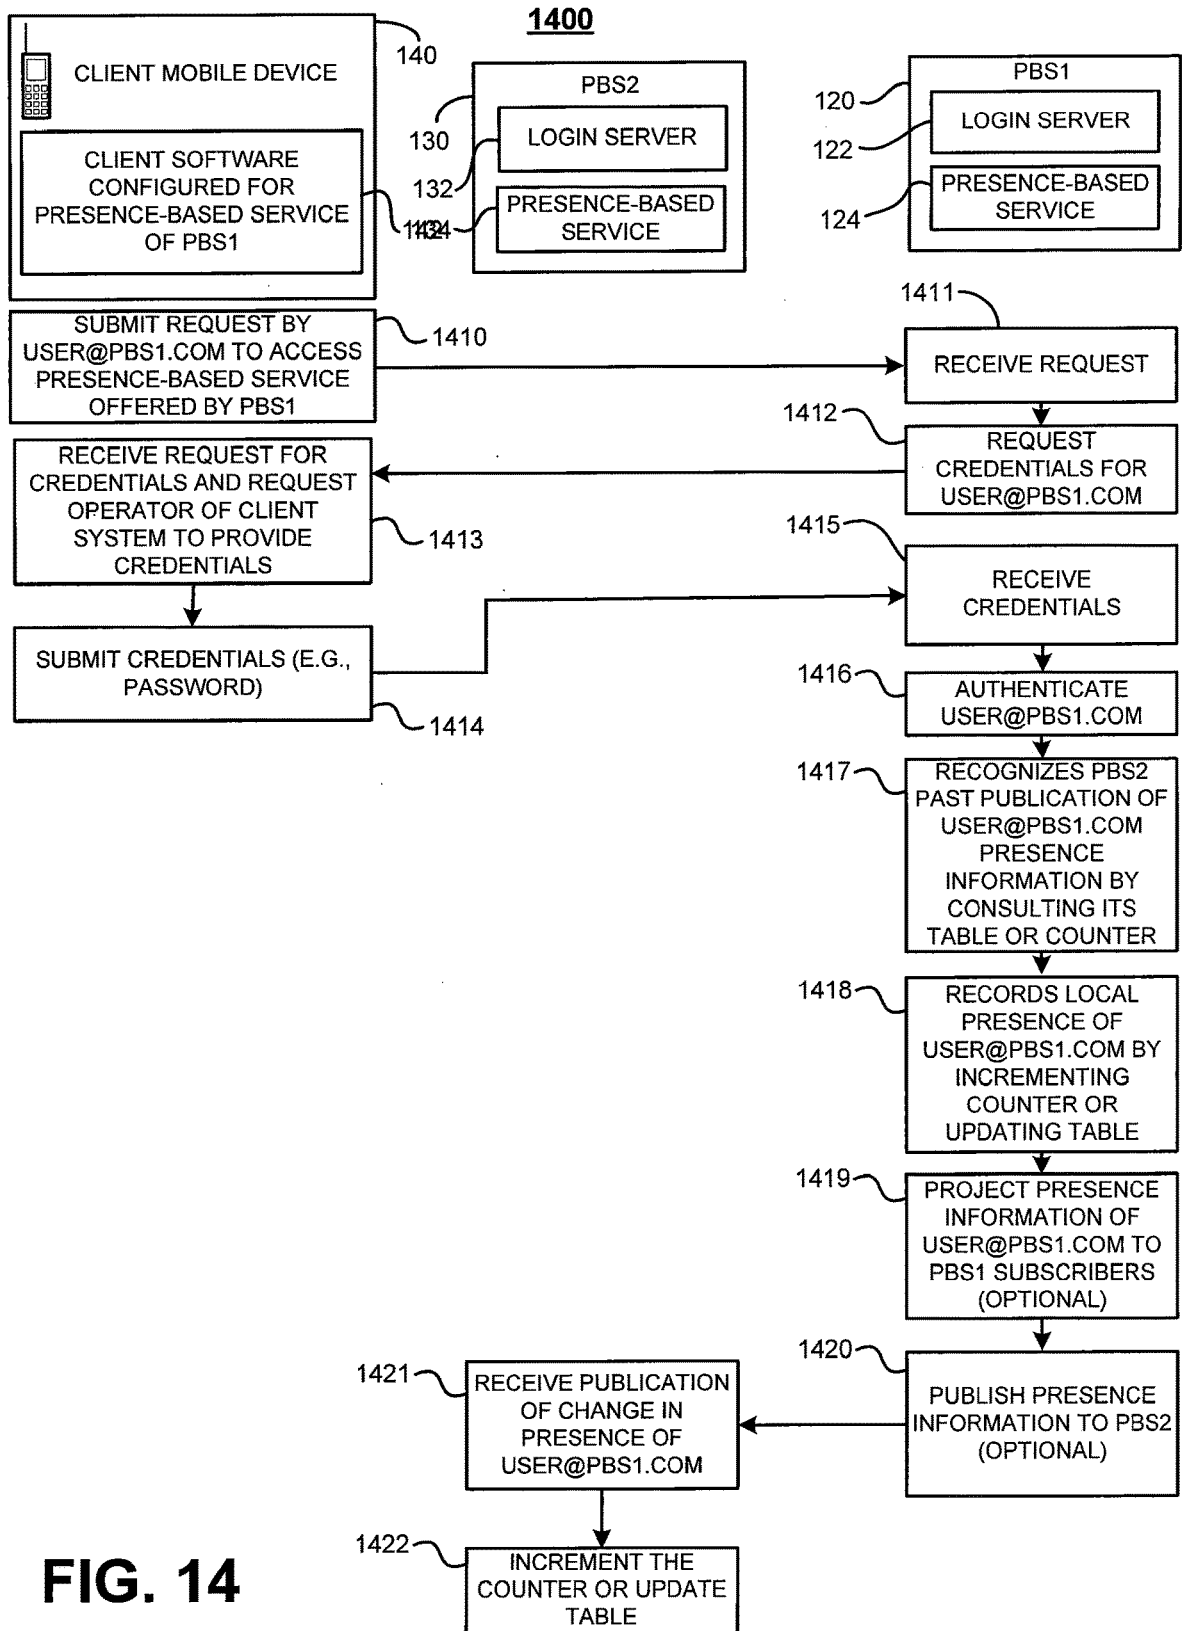 1400
CLIENT MOBILE DEVICE
140
CLIENT SOFTWARE
CONFIGURED FOR
PRESENCE-BASED SERVICE
OF PBS1
PBS2
130
LOGIN SERVER
132
PRESENCE-BASED
SERVICE
PBS1
120
LOGIN SERVER
122
PRESENCE-BASED
SERVICE
124
SUBMIT REQUEST BY
USER@PBS1.COM TO ACCESS
PRESENCE-BASED SERVICE
OFFERED BY PBS1
1410
1411
RECEIVE REQUEST
1412
REQUEST
CREDENTIALS FOR
USER@PBS1.COM
RECEIVE REQUEST FOR
CREDENTIALS AND REQUEST
OPERATOR OF CLIENT
SYSTEM TO PROVIDE
CREDENTIALS
1413
SUBMIT CREDENTIALS (E.G.,
PASSWORD)
1414
1415
RECEIVE
CREDENTIALS
1416
AUTHENTICATE
USER@PBS1.COM
1417
RECOGNIZES PBS2
PAST PUBLICATION OF
USER@PBS1.COM
PRESENCE
INFORMATION BY
CONSULTING ITS
TABLE OR COUNTER
1418
RECORDS LOCAL
PRESENCE OF
USER@PBS1.COM BY
INCREMENTING
COUNTER OR
UPDATING TABLE
1419
PROJECT PRESENCE
INFORMATION OF
USER@PBS1.COM TO
PBS1 SUBSCRIBERS
(OPTIONAL)
1420
PUBLISH PRESENCE
INFORMATION TO PBS2
(OPTIONAL)
1421
RECEIVE PUBLICATION
OF CHANGE IN
PRESENCE OF
USER@PBS1.COM
1422
INCREMENT THE
COUNTER OR UPDATE
TABLE
FIG. 14